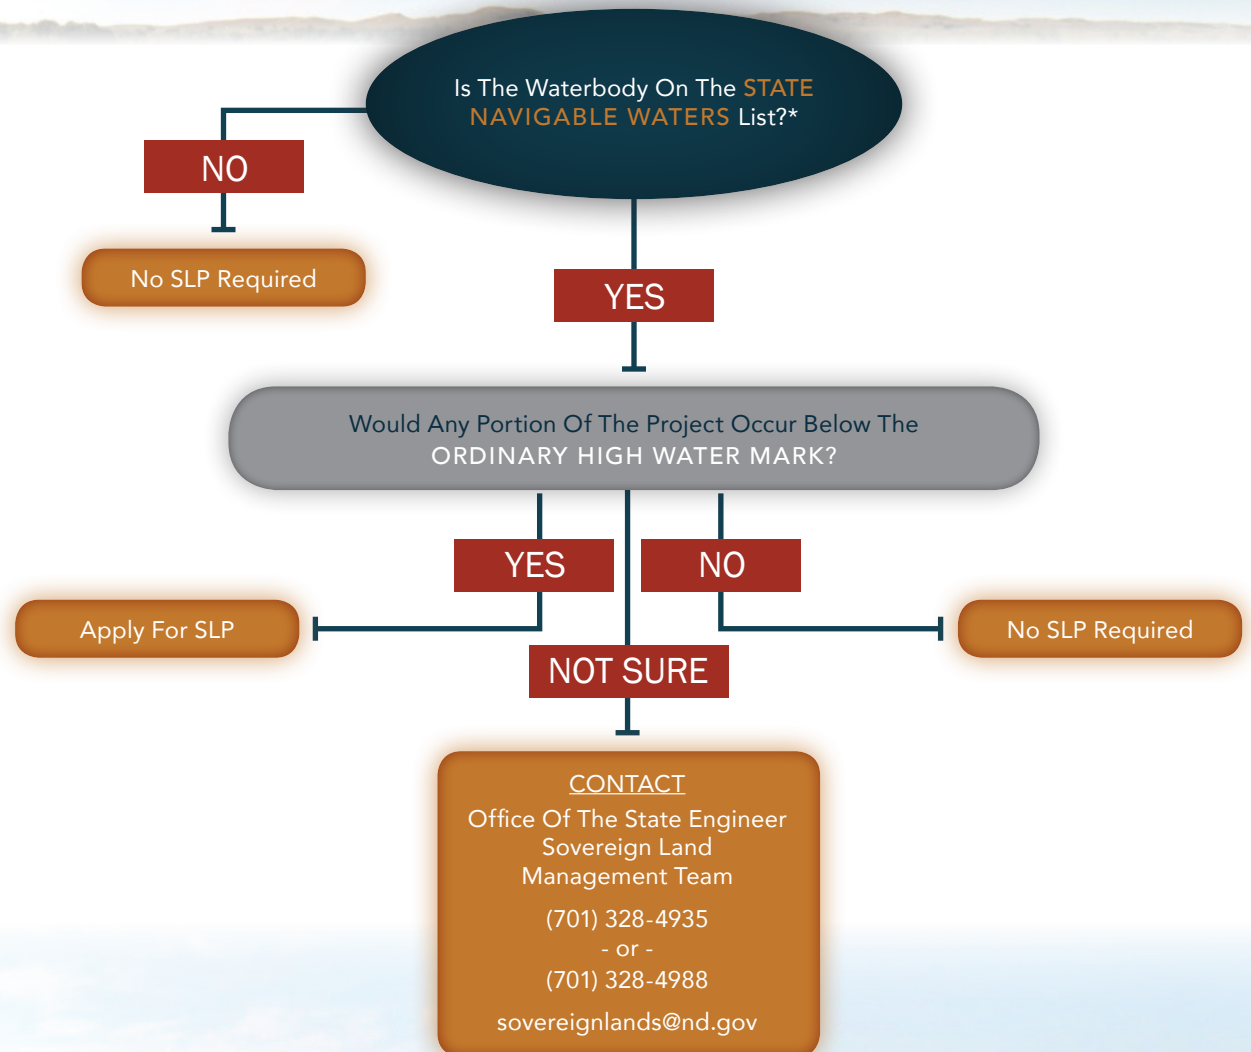 Is The Waterbody On The STATE
NAVIGABLE WATERS List?*
NO
No SLP Required
YES
Would Any Portion Of The Project Occur Below The
ORDINARY HIGH WATER MARK?
YES
NO
Apply For SLP
No SLP Required
NOT SURE
CONTACT
Office Of The State Engineer
Sovereign Land
Management Team
(701) 328-4935
- or -
(701) 328-4988
sovereignlands@nd.gov